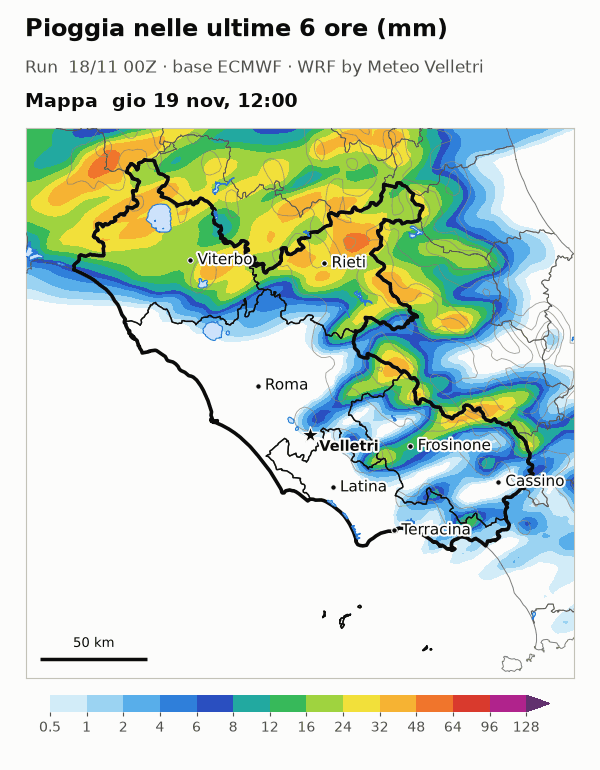 Pioggia nelle ultime 6 ore (mm)
Run  18/11 00Z · base ECMWF · WRF by Meteo Velletri
Mappa  gio 19 nov, 12:00
Viterbo
Rieti
Roma
Velletri
Frosinone
Cassino
Latina
Terracina
50 km
0.5 1 2 4 6 8 12 16 24 32 48 64 96 128